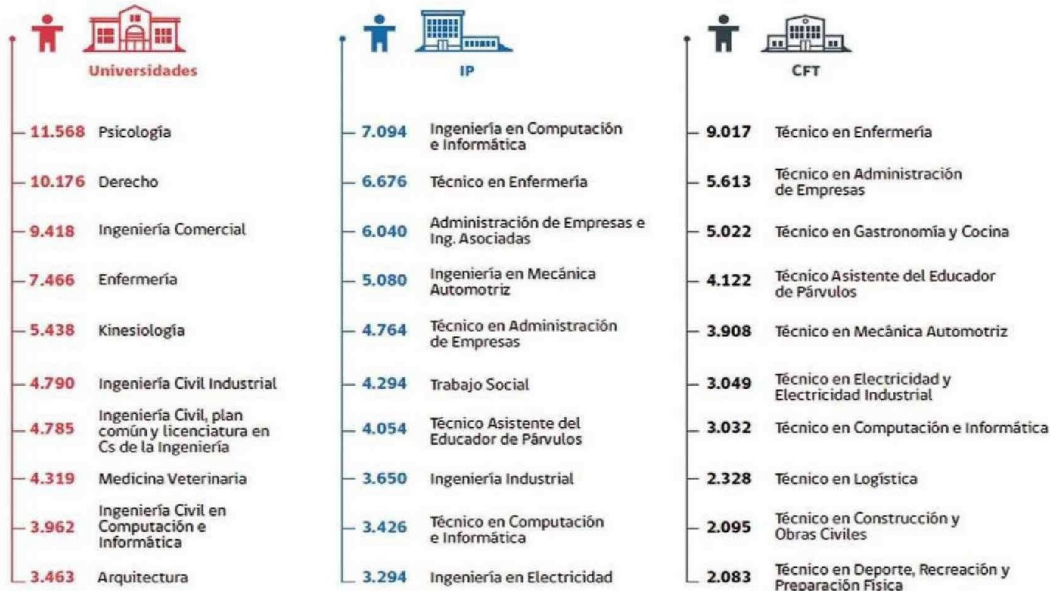 Universidades
11.568 Psicología
10.176 Derecho
9.418 Ingeniería Comercial
7.466 Enfermería
5.438 Kinesiología
4.790 Ingeniería Civil Industrial
4.785 Ingeniería Civil, plan
común y licenciatura en
Cs de la Ingeniería
4.319 Medicina Veterinaria
3.962 Ingeniería Civil en
Computación e
Informática
3.463 Arquitectura
IP
7.094 Ingeniería en Computación
e Informática
6.676 Técnico en Enfermería
6.040 Administración de Empresas e
Ing. Asociadas
5.080 Ingeniería en Mecánica
Automotriz
4.764 Técnico en Administración
de Empresas
4.294 Trabajo Social
4.054 Técnico Asistente del
Educador de Párvulos
3.650 Ingeniería Industrial
3.426 Técnico en Computación
e Informática
3.294 Ingeniería en Electricidad
CFT
9.017 Técnico en Enfermería
5.613 Técnico en Administración
de Empresas
5.022 Técnico en Gastronomía y Cocina
4.122 Técnico Asistente del Educador
de Párvulos
3.908 Técnico en Mecánica Automotriz
3.049 Técnico en Electricidad y
Electricidad Industrial
3.032 Técnico en Computación e Informática
2.328 Técnico en Logística
2.095 Técnico en Construcción y
Obras Civiles
2.083 Técnico en Deporte, Recreación y
Preparación Física